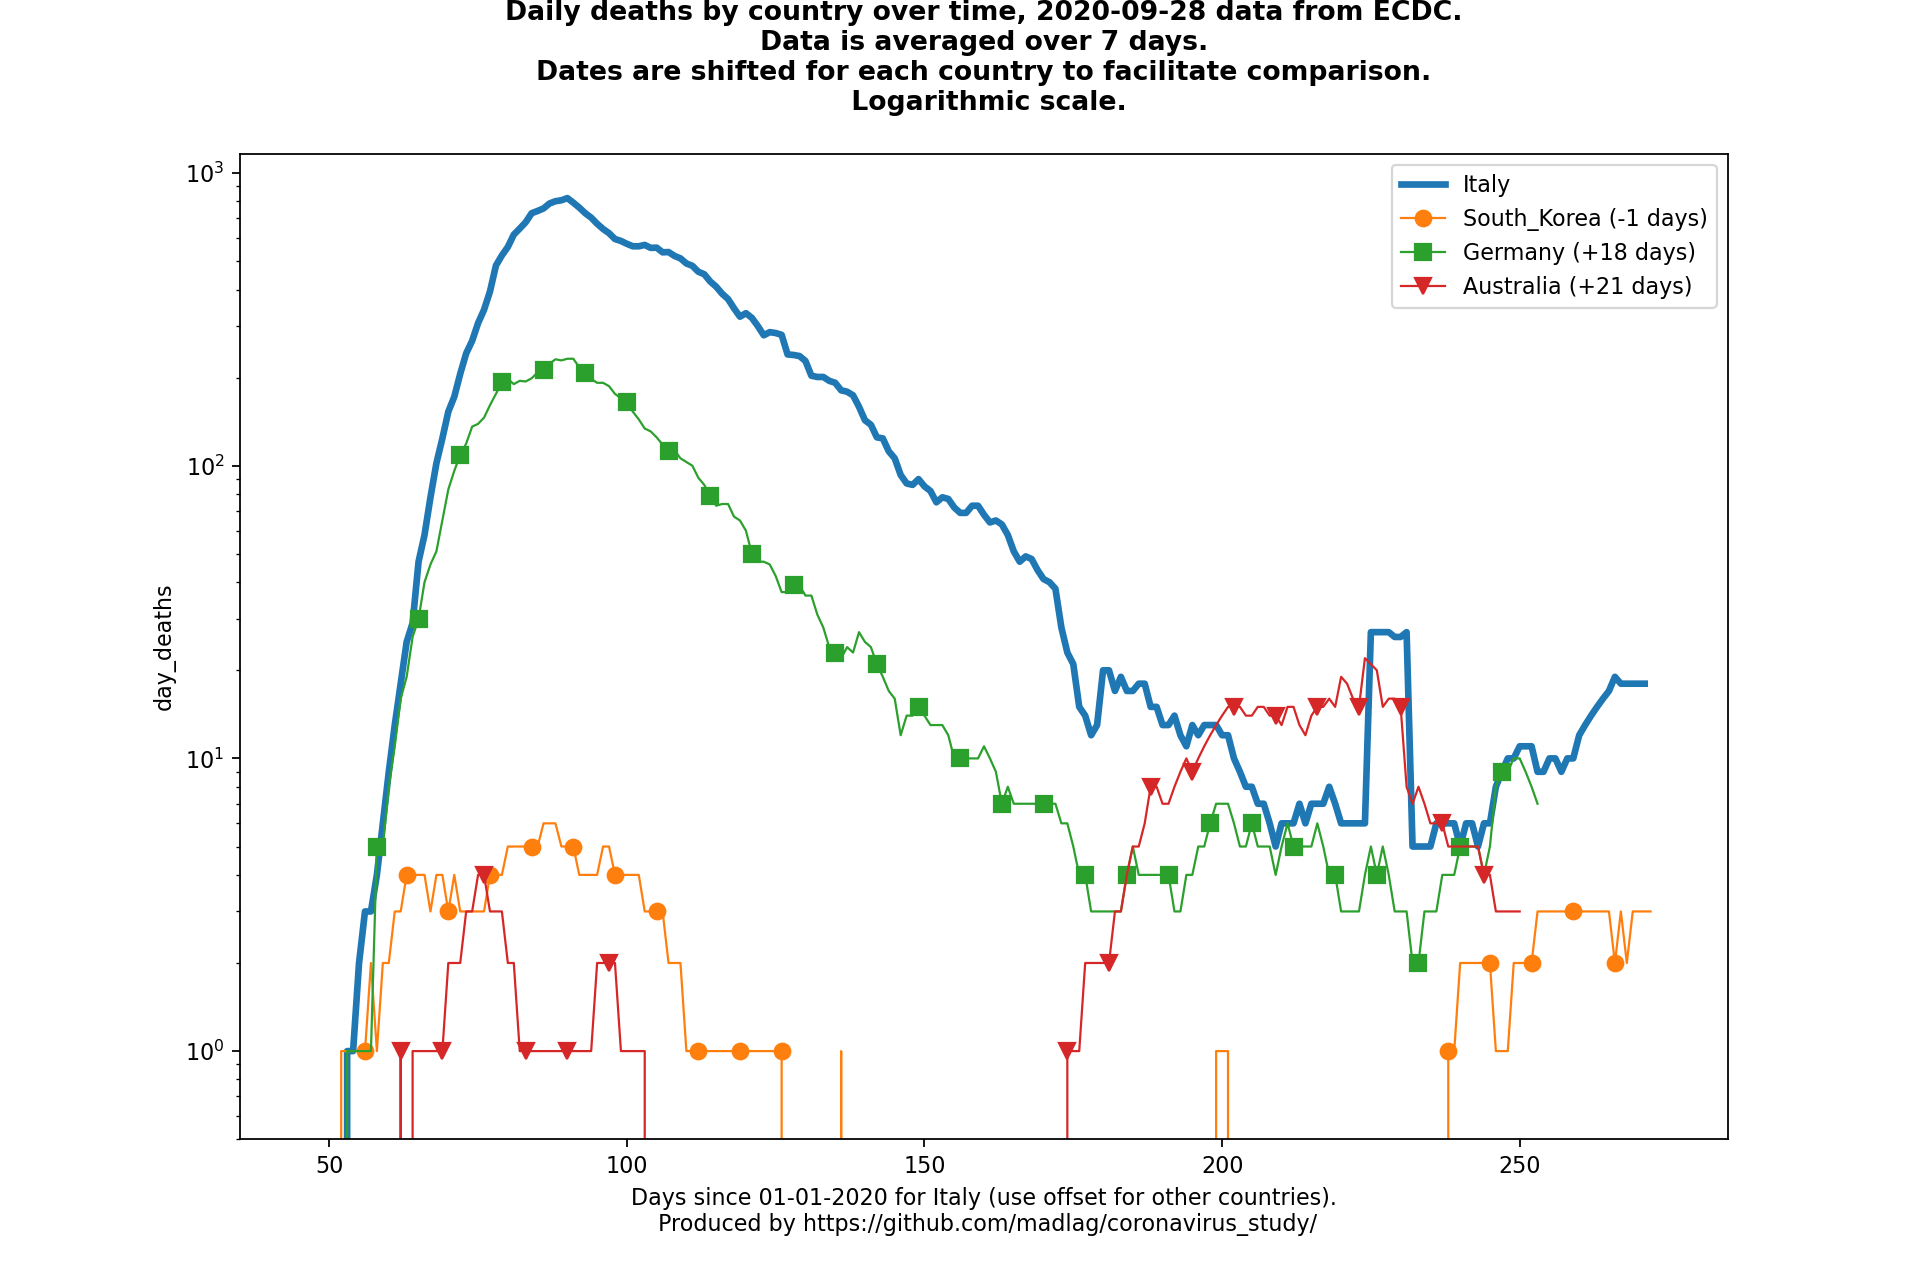 Daily deaths by country over time, 2020-09-28 data from ECDC.
Data is averaged over 7 days.
Dates are shifted for each country to facilitate comparison.
Logarithmic scale.
10³
10²
10¹
10⁰
day_deaths
Italy
South_Korea (-1 days)
Germany (+18 days)
Australia (+21 days)
50 100 150 200 250
Days since 01-01-2020 for Italy (use offset for other countries).
Produced by https://github.com/madlag/coronavirus_study/